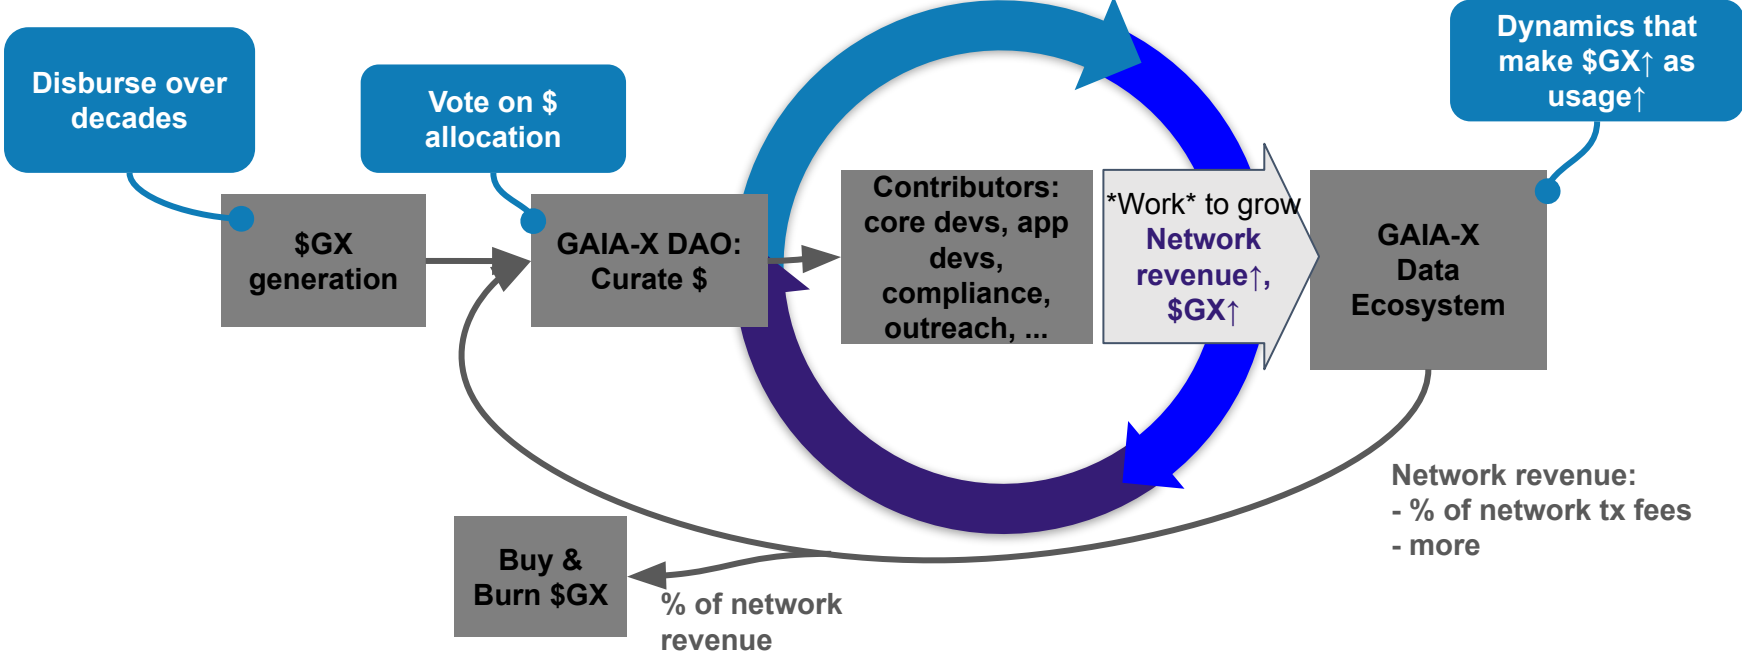 Disburse over
decades
Vote on $
allocation
Dynamics that
make $GX↑ as
usage↑
$GX
generation
GAIA-X DAO:
Curate $
Contributors:
core devs, app
devs,
compliance,
outreach, ...
*Work* to grow
Network
revenue↑,
$GX↑
GAIA-X
Data
Ecosystem
Network revenue:
- % of network tx fees
- more
Buy &
Burn $GX
% of network
revenue